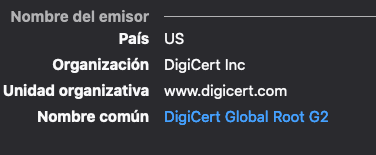 Nombre del emisor
País US
Organización DigiCert Inc
Unidad organizativa www.digicert.com
Nombre común DigiCert Global Root G2